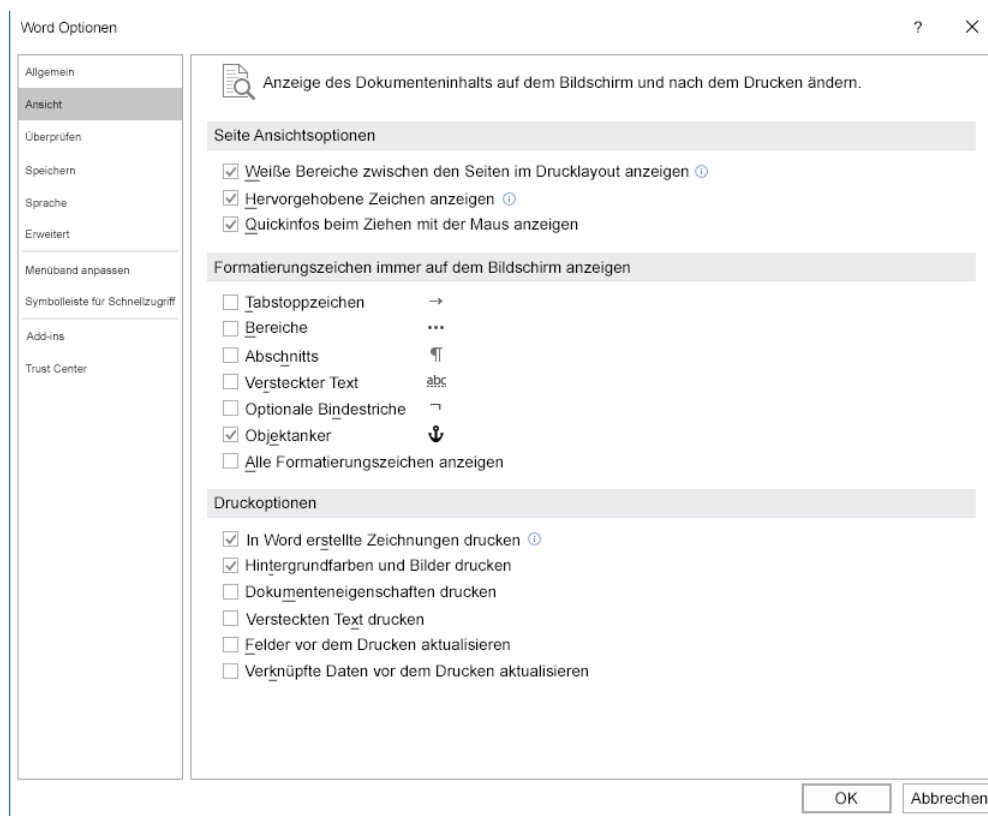 Word Optionen
?
Allgemein
Ansicht
Überprüfen
Speichern
Sprache
Erweitert
Menüband anpassen
Symbolleiste für Schnellzugriff
Add-ins
Trust Center
Anzeige des Dokumenteninhalts auf dem Bildschirm und nach dem Drucken ändern.
Seite Ansichtsoptionen
Weiße Bereiche zwischen den Seiten im Drucklayout anzeigen
Hervorgehobene Zeichen anzeigen
Quickinfos beim Ziehen mit der Maus anzeigen
Formatierungszeichen immer auf dem Bildschirm anzeigen
Tabstoppzeichen →
Bereiche •••
Abschnitts ¶
Versteckter Text abc
Optionale Bindestriche ¬
Objektanker
Alle Formatierungszeichen anzeigen
Druckoptionen
In Word erstellte Zeichnungen drucken
Hintergrundfarben und Bilder drucken
Dokumenteneigenschaften drucken
Versteckten Text drucken
Felder vor dem Drucken aktualisieren
Verknüpfte Daten vor dem Drucken aktualisieren
OK Abbrechen